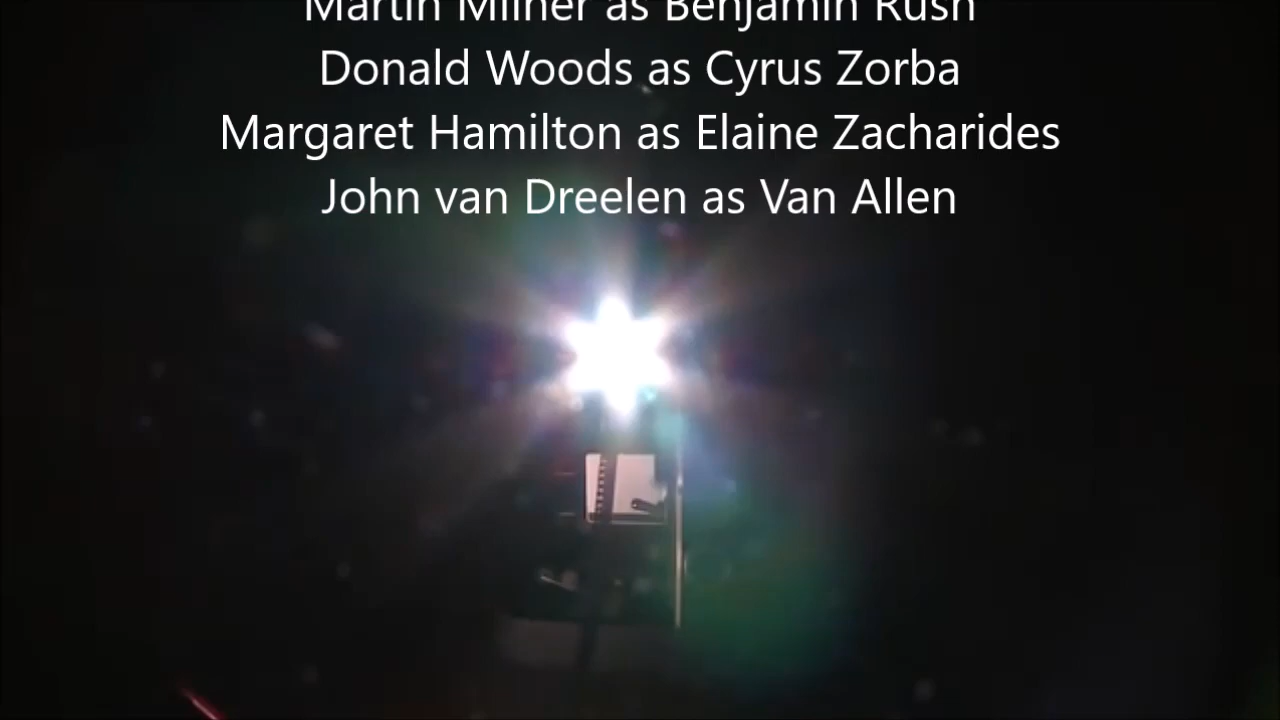 Martin Milner as Benjamin Rush
Donald Woods as Cyrus Zorba
Margaret Hamilton as Elaine Zacharides
John van Dreelen as Van Allen